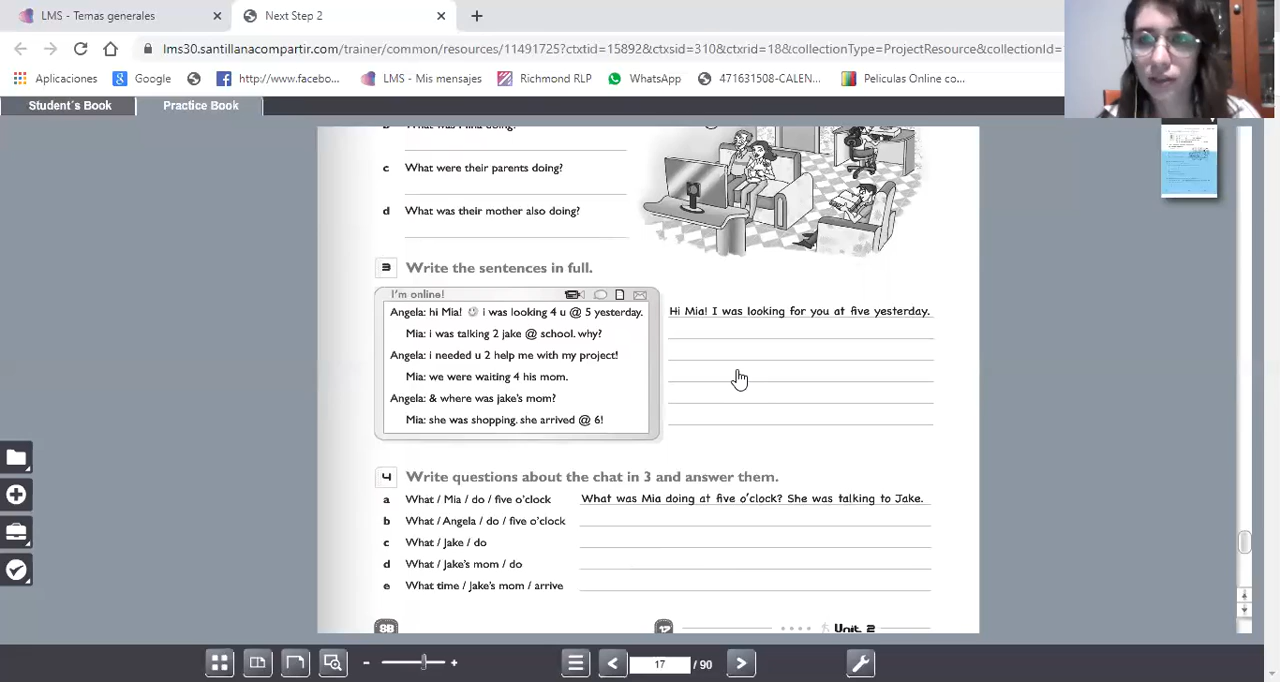 LMS - Temas generales
Next Step 2
lms30.santillanacompartir.com/trainer/common/resources/11491725?ctxtid=15892&ctxsid=310&ctxrid=18&collectionType=ProjectResource&collectionId=
Aplicaciones Google http://www.facebo... LMS - Mis mensajes Richmond RLP WhatsApp 471631508-CALEN... Peliculas Online co...
Student´s Book Practice Book
c What were their parents doing?
d What was their mother also doing?
3 Write the sentences in full.
I'm online!
Angela: hi Mia! i was looking 4 u @ 5 yesterday.
Hi Mia! I was looking for you at five yesterday.
Mia: i was talking 2 jake @ school. why?
Angela: i needed u 2 help me with my project!
Mia: we were waiting 4 his mom.
Angela: & where was jake's mom?
Mia: she was shopping. she arrived @ 6!
4 Write questions about the chat in 3 and answer them.
a What / Mia / do / five o'clock What was Mia doing at five o'clock? She was talking to Jake.
b What / Angela / do / five o'clock
c What / Jake / do
d What / Jake's mom / do
e What time / Jake's mom / arrive
88 17 Unit 2
17 / 90